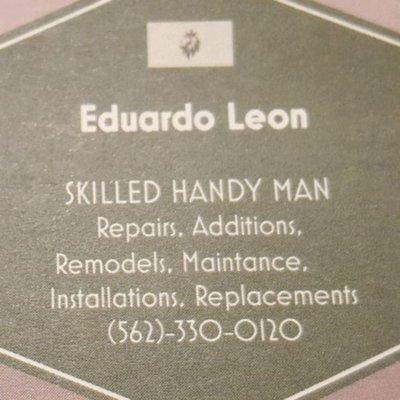 Eduardo Leon
SKILLED HANDY MAN
Repairs, Additions,
Remodels, Maintance,
Installations, Replacements
(562)-330-0120